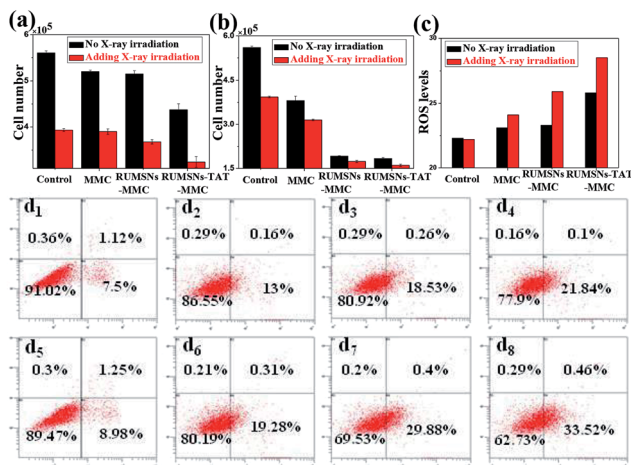 (a)
No X-ray irradiation
Adding X-ray irradiation
Cell number
×10⁵
6
5
4
Control
MMC
RUMSNs
-MMC
RUMSNs-TAT
-MMC
(b)
No X-ray irradiation
Adding X-ray irradiation
Cell number
×10⁵
6.0
4.5
3.0
1.5
Control
MMC
RUMSNs
-MMC
RUMSNs-TAT
-MMC
(c)
No X-ray irradiation
Adding X-ray irradiation
ROS levels
27
25
22
20
Control
MMC
RUMSNs
-MMC
RUMSNs-TAT
-MMC
d₁
0.36% 1.12%
91.02% 7.5%
d₂
0.29% 0.16%
86.55% 13%
d₃
0.29% 0.26%
80.92% 18.53%
d₄
0.16% 0.1%
77.9% 21.84%
d₅
0.3% 1.25%
89.47% 8.98%
d₆
0.21% 0.31%
80.19% 19.28%
d₇
0.2% 0.4%
69.53% 29.88%
d₈
0.29% 0.46%
62.73% 33.52%